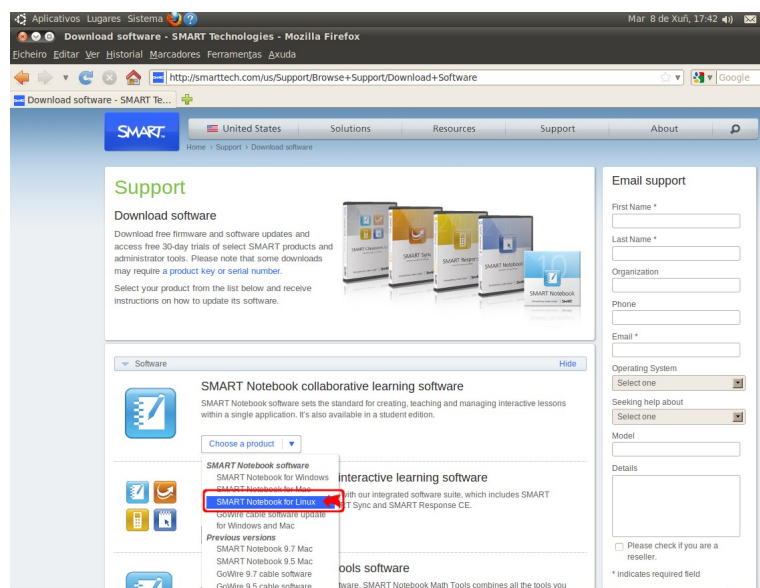 Aplicativos Lugares Sistema
Mar 8 de Xuñ, 17:42
Download software - SMART Technologies - Mozilla Firefox
Ficheiro Editar Ver Historial Marcadores Ferramentas Axuda
http://smarttech.com/us/Support/Browse+Support/Download+Software
Google
Download software - SMART Te...
SMART
United States Solutions Resources Support About
Home › Support › Download software
Support
Download software
Download free firmware and software updates and
access free 30-day trials of select SMART products and
administrator tools. Please note that some downloads
may require a product key or serial number.
Select your product from the list below and receive
instructions on how to update its software.
SMART Sync
SMART Notebook
SMART Notebook
Software Hide
SMART Notebook collaborative learning software
SMART Notebook software sets the standard for creating, teaching and managing interactive lessons
within a single application. It's also available in a student edition.
Choose a product
SMART Notebook software
SMART Notebook for Windows
SMART Notebook for Mac
SMART Notebook for Linux
GoWire cable software update
for Windows and Mac
Previous versions
SMART Notebook 9.7 Mac
SMART Notebook 9.5 Mac
GoWire 9.7 cable software
GoWire 9.5 cable software
interactive learning software
with our integrated software suite, which includes SMART
Sync and SMART Response CE.
ools software
tware. SMART Notebook Math Tools combines all the tools you
Email support
First Name *
Last Name *
Organization
Phone
Email *
Operating System
Select one
Seeking help about
Select one
Model
Details
Please check if you are a
reseller.
* indicates required field